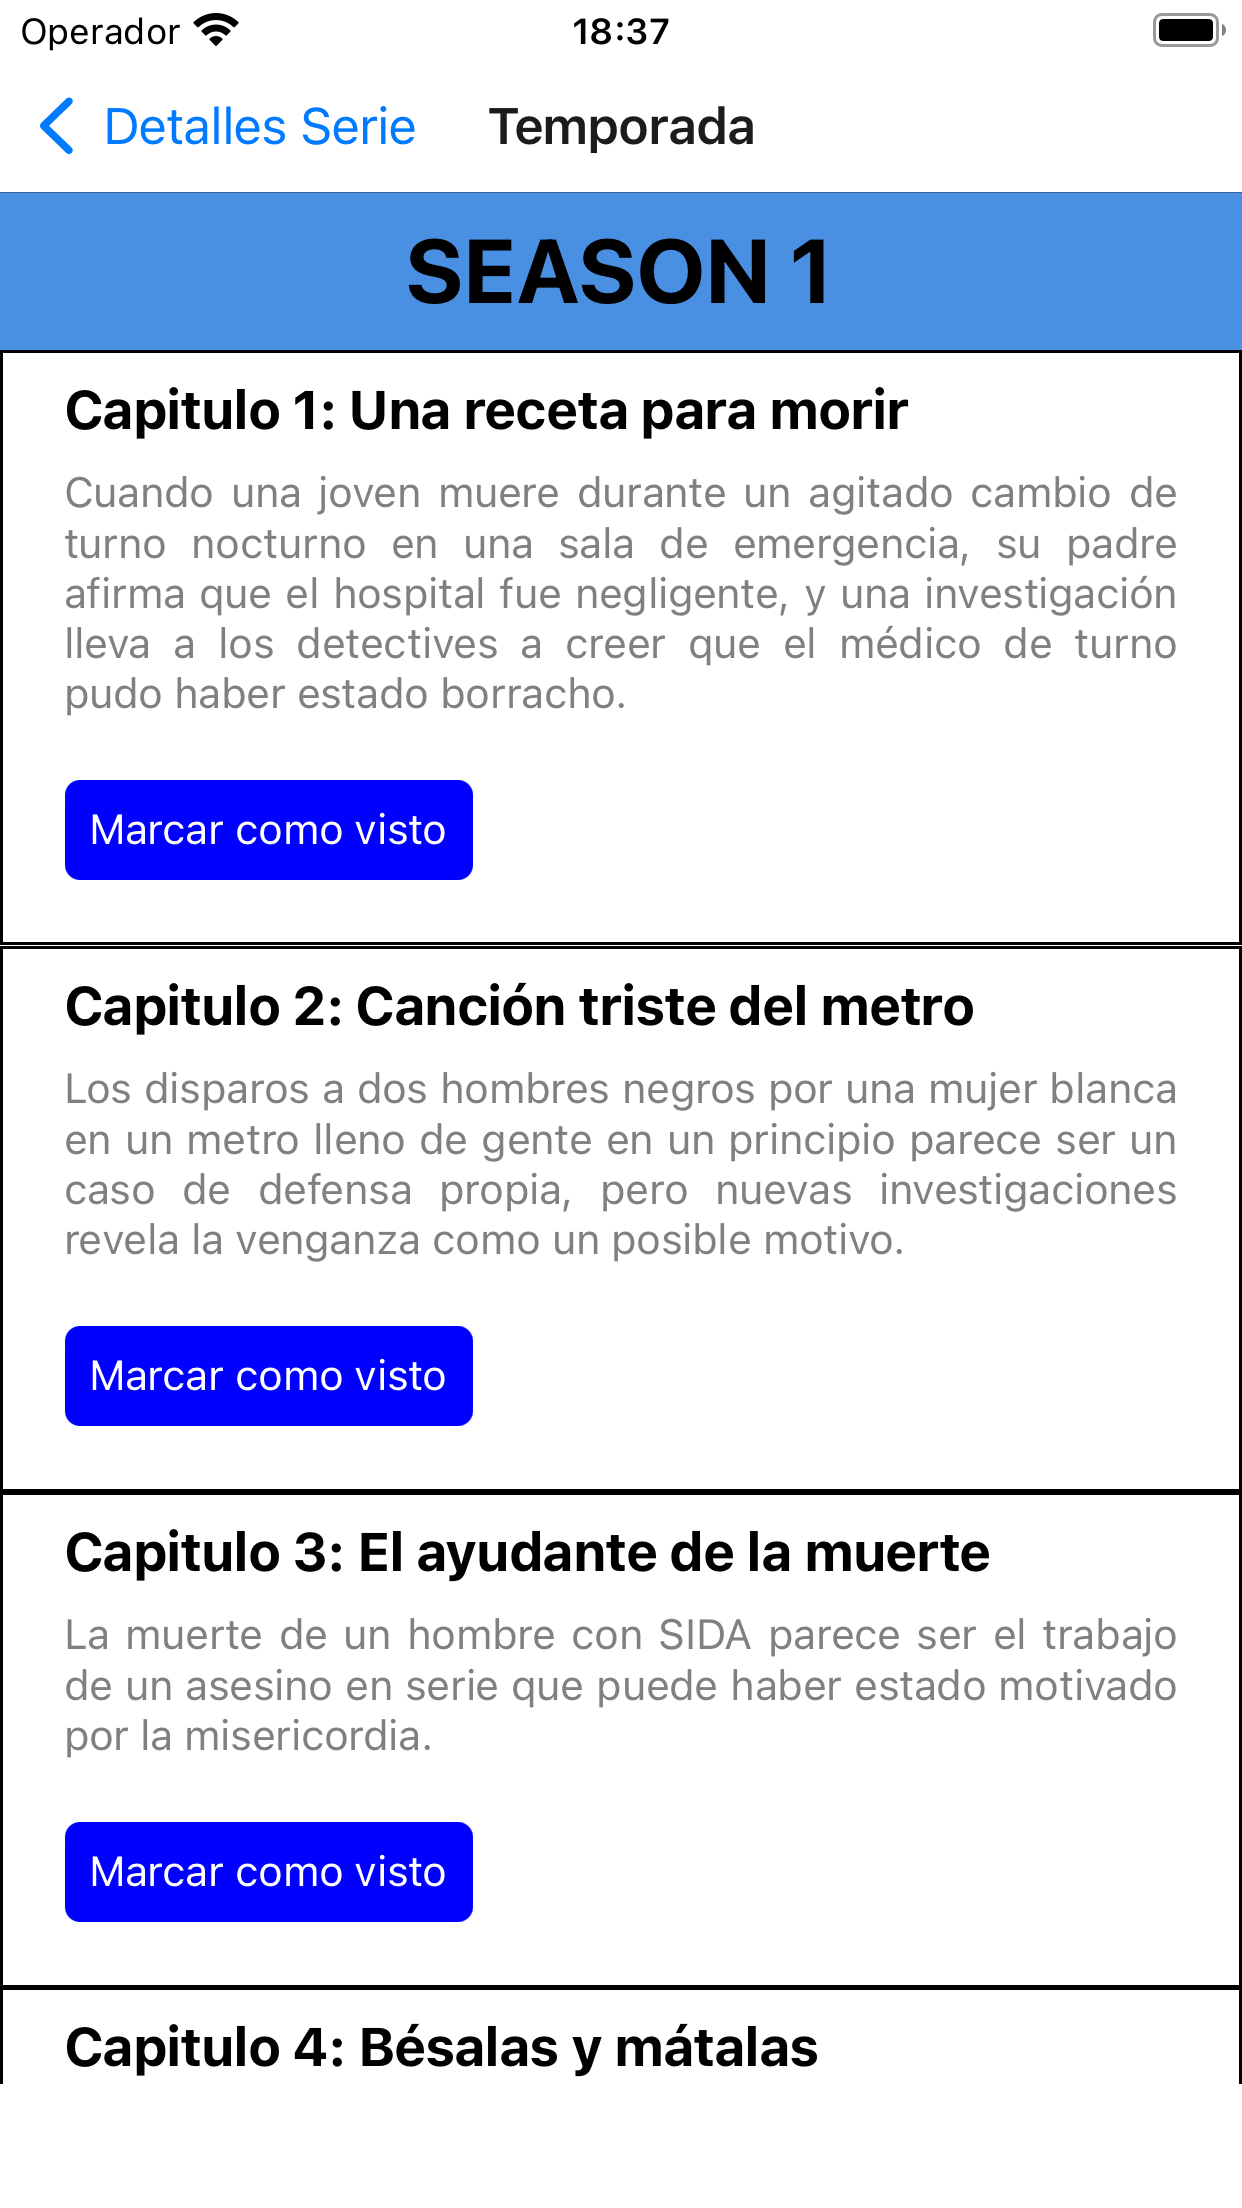 Operador 18:37
Detalles Serie Temporada
SEASON 1
Capitulo 1: Una receta para morir
Cuando una joven muere durante un agitado cambio de
turno nocturno en una sala de emergencia, su padre
afirma que el hospital fue negligente, y una investigación
lleva a los detectives a creer que el médico de turno
pudo haber estado borracho.
Marcar como visto
Capitulo 2: Canción triste del metro
Los disparos a dos hombres negros por una mujer blanca
en un metro lleno de gente en un principio parece ser un
caso de defensa propia, pero nuevas investigaciones
revela la venganza como un posible motivo.
Marcar como visto
Capitulo 3: El ayudante de la muerte
La muerte de un hombre con SIDA parece ser el trabajo
de un asesino en serie que puede haber estado motivado
por la misericordia.
Marcar como visto
Capitulo 4: Bésalas y mátalas